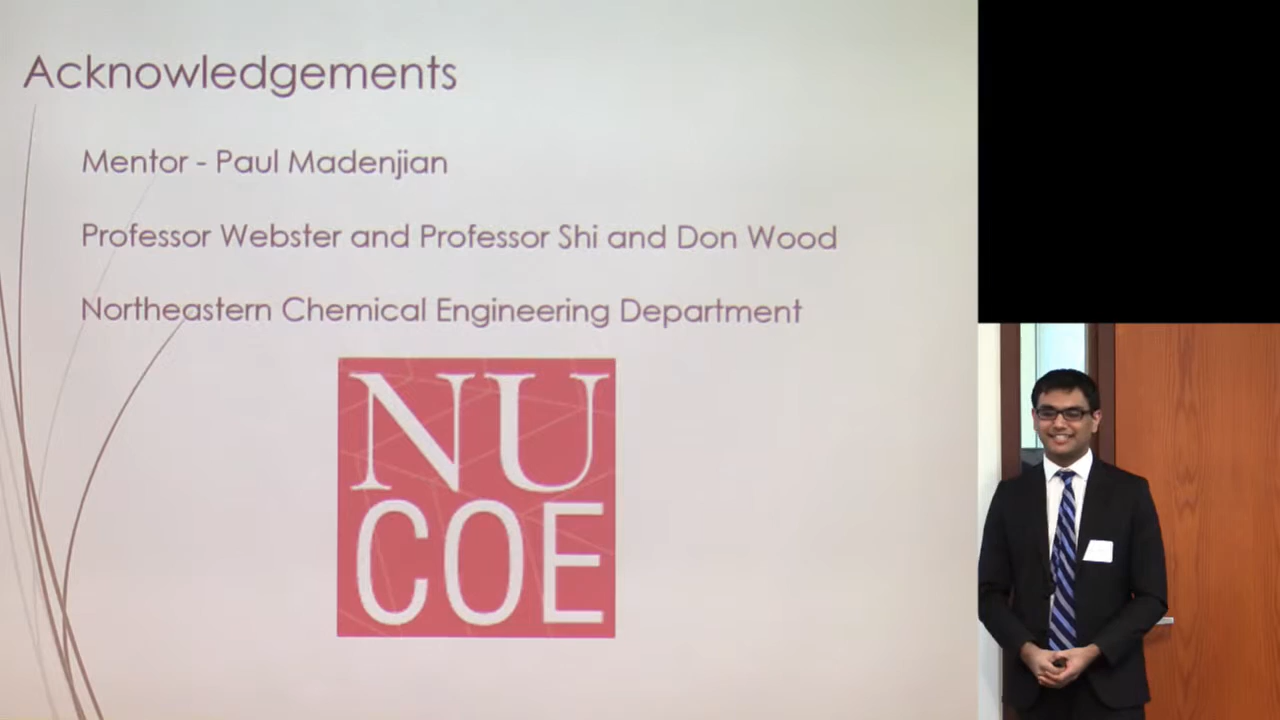 Acknowledgements
Mentor - Paul Madenjian
Professor Webster and Professor Shi and Don Wood
Northeastern Chemical Engineering Department
NU
COE